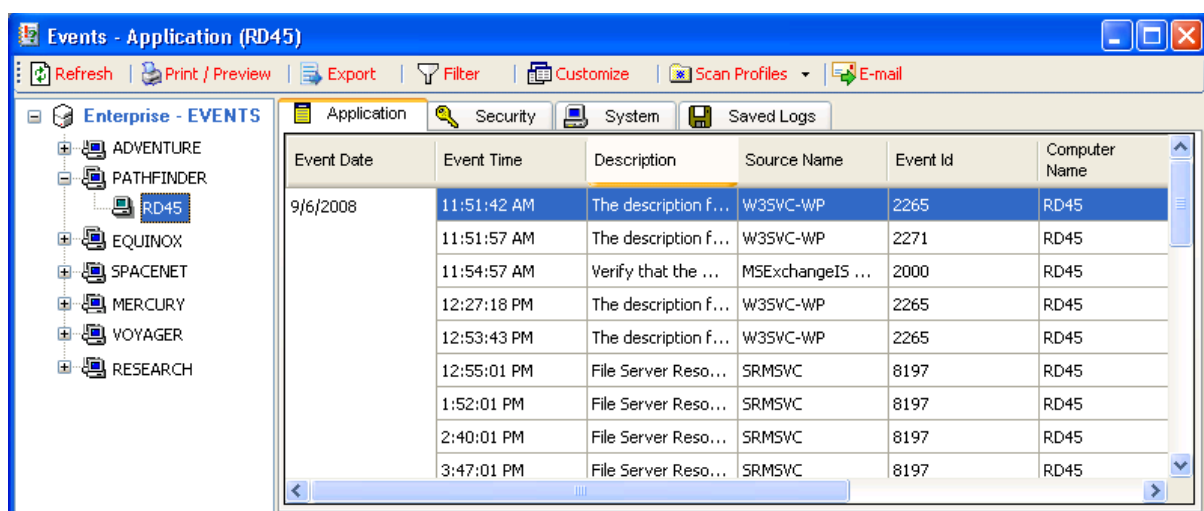 Events - Application (RD45)
Refresh | Print / Preview | Export | Filter | Customize | Scan Profiles | E-mail
Enterprise - EVENTS
ADVENTURE
PATHFINDER
RD45
EQUINOX
SPACENET
MERCURY
VOYAGER
RESEARCH
Application Security System Saved Logs
Event Date Event Time Description Source Name Event Id Computer Name
9/6/2008 11:51:42 AM The description f... W3SVC-WP 2265 RD45
11:51:57 AM The description f... W3SVC-WP 2271 RD45
11:54:57 AM Verify that the ... MSExchangeIS ... 2000 RD45
12:27:18 PM The description f... W3SVC-WP 2265 RD45
12:53:43 PM The description f... W3SVC-WP 2265 RD45
12:55:01 PM File Server Reso... SRMSVC 8197 RD45
1:52:01 PM File Server Reso... SRMSVC 8197 RD45
2:40:01 PM File Server Reso... SRMSVC 8197 RD45
3:47:01 PM File Server Reso... SRMSVC 8197 RD45